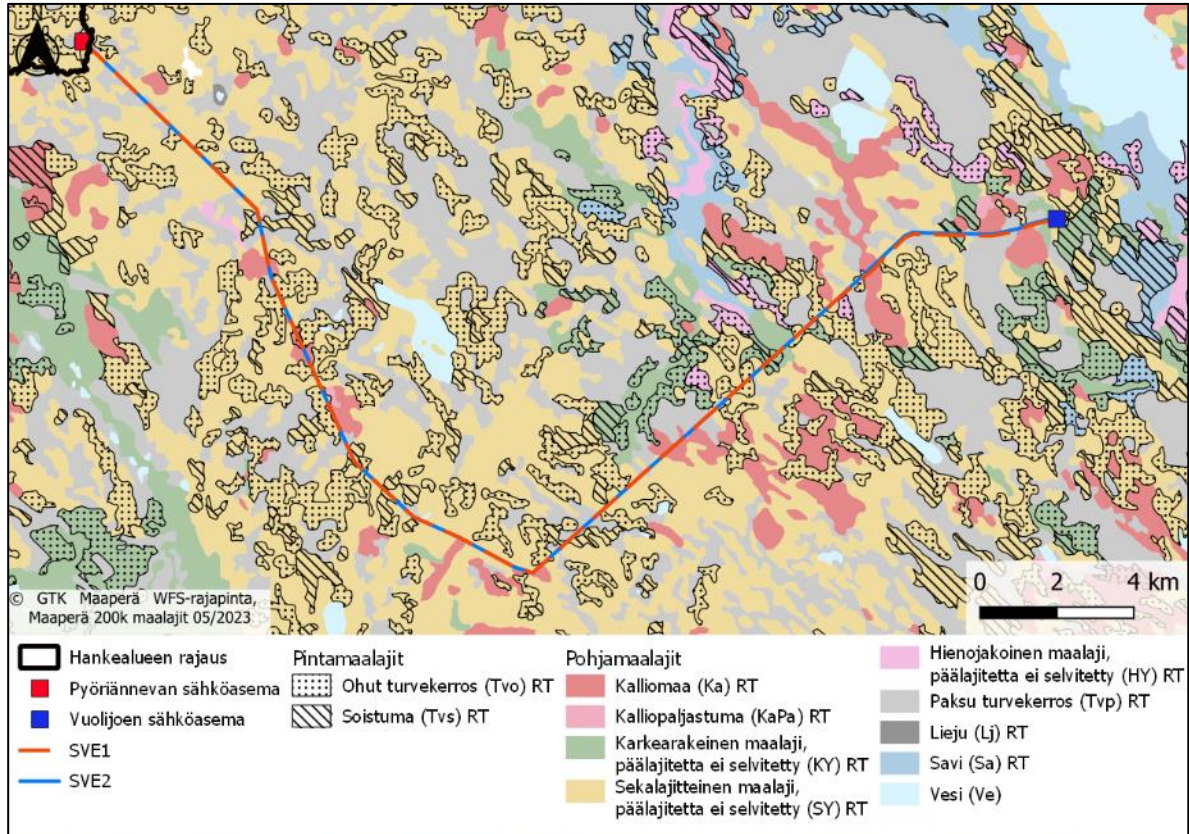 © GTK Maaperä WFS-rajapinta,
Maaperä 200k maalajit 05/2023
0 2 4 km
Hankealueen rajaus
Pyöriännevan sähköasema
Vuolijoen sähköasema
SVE1
SVE2
Pintamaalajit
Ohut turvekerros (Tvo) RT
Soistuma (Tvs) RT
Pohjamaalajit
Kalliomaa (Ka) RT
Kalliopaljastuma (KaPa) RT
Karkearakeinen maalaji,
päälajitetta ei selvitetty (KY) RT
Sekalajitteinen maalaji,
päälajitetta ei selvitetty (SY) RT
Hienojakoinen maalaji,
päälajitetta ei selvitetty (HY) RT
Paksu turvekerros (Tvp) RT
Lieju (Lj) RT
Savi (Sa) RT
Vesi (Ve)